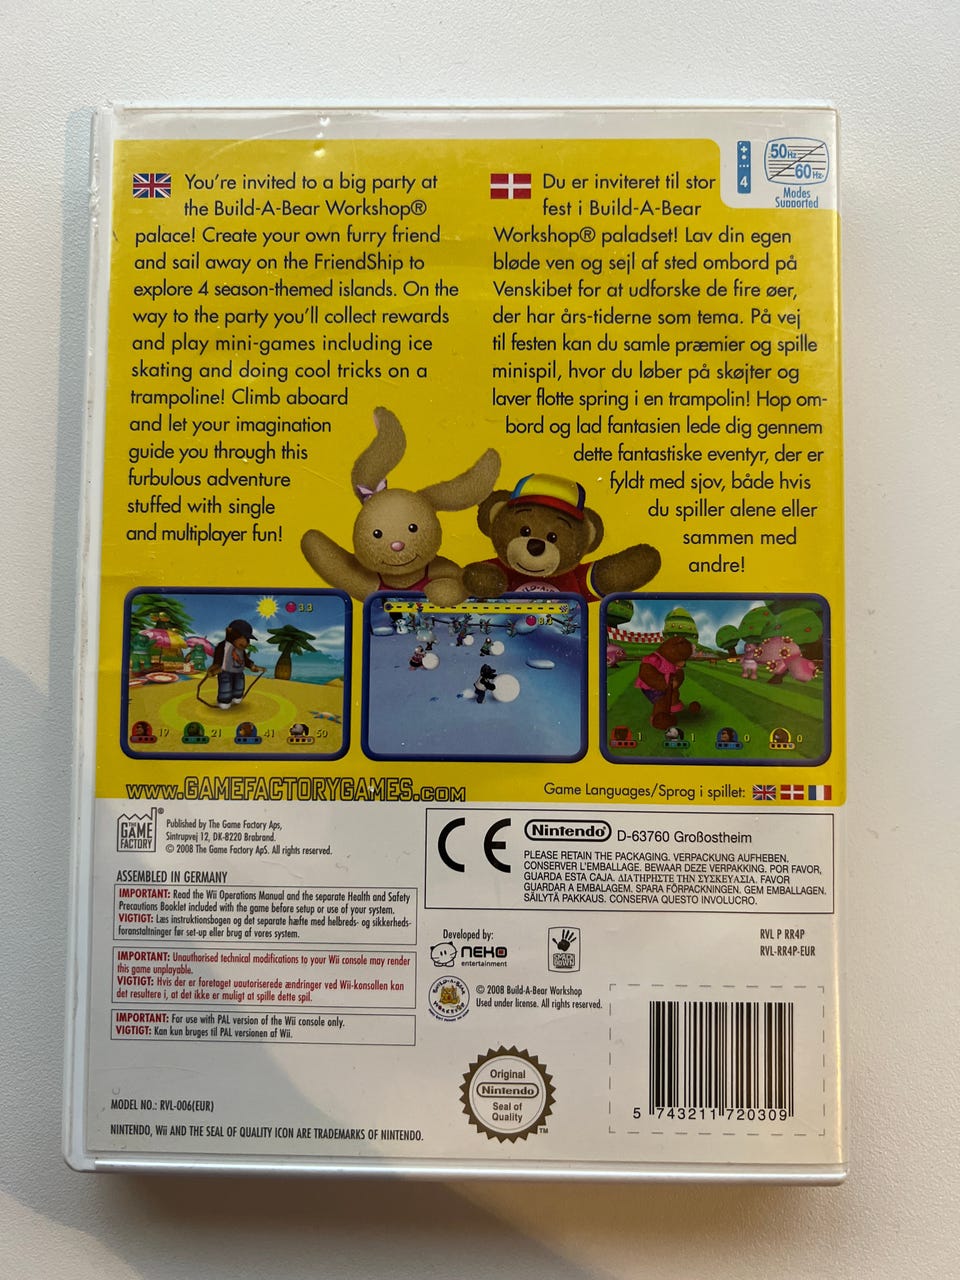 You're invited to a big party at
the Build-A-Bear Workshop®
palace! Create your own furry friend
and sail away on the FriendShip to
explore 4 season-themed islands. On the
way to the party you'll collect rewards
and play mini-games including ice
skating and doing cool tricks on a
trampoline! Climb aboard
and let your imagination
guide you through this
furbulous adventure
stuffed with single
and multiplayer fun!
Du er inviteret til stor
fest i Build-A-Bear
Workshop® paladset! Lav din egen
bløde ven og sejl af sted ombord på
Venskibet for at udforske de fire øer,
der har års-tiderne som tema. På vej
til festen kan du samle præmier og spille
minispil, hvor du løber på skøjter og
laver flotte spring i en trampolin! Hop om-
bord og lad fantasien lede dig gennem
dette fantastiske eventyr, der er
fyldt med sjov, både hvis
du spiller alene eller
sammen med
andre!
4
50Hz
60Hz
Modes
Supported
3.3
19 21 41 50
1 1 0 0
www.GAMEFACTORYGAMES.com
Game Languages/Sprog i spillet:
THE
GAME
FACTORY
®
Published by The Game Factory Aps,
Sintrupvej 12, DK-8220 Brabrand.
© 2008 The Game Factory ApS. All rights reserved.
ASSEMBLED IN GERMANY
IMPORTANT: Read the Wii Operations Manual and the separate Health and Safety
Precautions Booklet included with the game before setup or use of your system.
VIGTIGT: Læs instruktionsbogen og det separate hæfte med helbreds- og sikkerheds-
foranstaltninger før set-up eller brug af vores system.
IMPORTANT: Unauthorised technical modifications to your Wii console may render
this game unplayable.
VIGTIGT: Hvis der er foretaget uautoriserede ændringer ved Wii-konsollen kan
det resultere i, at det ikke er muligt at spille dette spil.
IMPORTANT: For use with PAL version of the Wii console only.
VIGTIGT: Kan kun bruges til PAL versionen af Wii.
MODEL NO.: RVL-006(EUR)
NINTENDO, Wii AND THE SEAL OF QUALITY ICON ARE TRADEMARKS OF NINTENDO.
CE
Nintendo® D-63760 Großostheim
PLEASE RETAIN THE PACKAGING. VERPACKUNG AUFHEBEN.
CONSERVER L'EMBALLAGE. BEWAAR DEZE VERPAKKING. POR FAVOR,
GUARDA ESTA CAJA. ΔΙΑΤΗΡΗΣΤΕ ΤΗΝ ΣΥΣΚΕΥΑΣΙΑ. FAVOR
GUARDAR A EMBALAGEM. SPARA FÖRPACKNINGEN. GEM EMBALLAGEN.
SÄILYTÄ PAKKAUS. CONSERVA QUESTO INVOLUCRO.
Developed by:
NEKO
entertainment
SMACK
DOWN
RVL P RR4P
RVL-RR4P-EUR
BUILD-A-BEAR
WORKSHOP
© 2008 Build-A-Bear Workshop
Used under license. All rights reserved.
Original
Nintendo
Seal of
Quality
TM
5 743211 720309